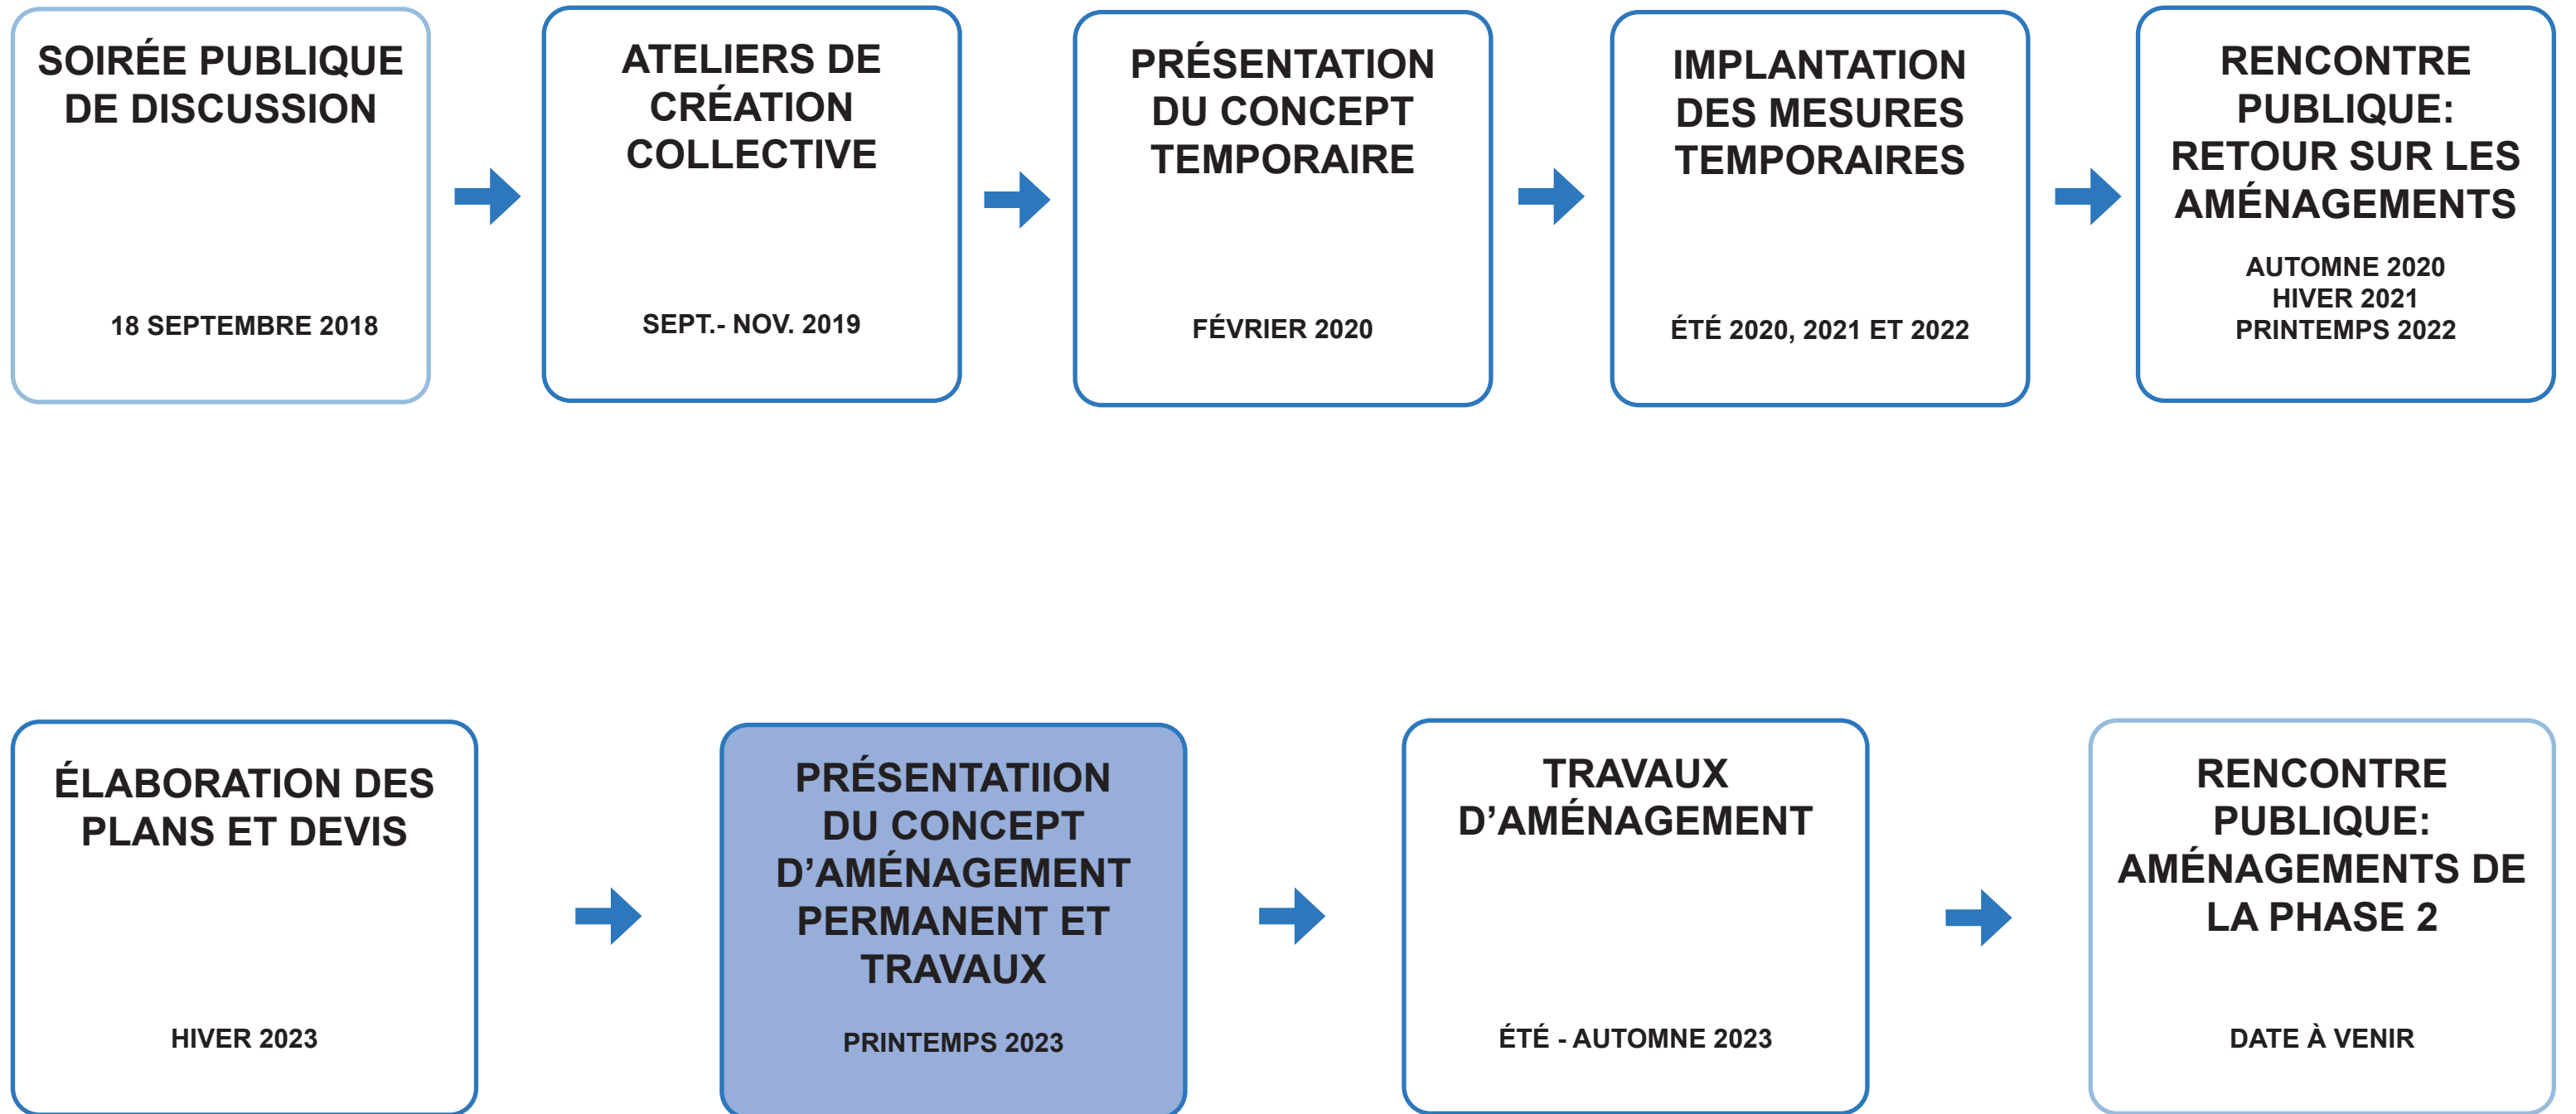 SOIRÉE PUBLIQUE
DE DISCUSSION
18 SEPTEMBRE 2018
ATELIERS DE
CRÉATION
COLLECTIVE
SEPT.- NOV. 2019
PRÉSENTATION
DU CONCEPT
TEMPORAIRE
FÉVRIER 2020
IMPLANTATION
DES MESURES
TEMPORAIRES
ÉTÉ 2020, 2021 ET 2022
RENCONTRE
PUBLIQUE:
RETOUR SUR LES
AMÉNAGEMENTS
AUTOMNE 2020
HIVER 2021
PRINTEMPS 2022
ÉLABORATION DES
PLANS ET DEVIS
HIVER 2023
PRÉSENTATIION
DU CONCEPT
D’AMÉNAGEMENT
PERMANENT ET
TRAVAUX
PRINTEMPS 2023
TRAVAUX
D’AMÉNAGEMENT
ÉTÉ - AUTOMNE 2023
RENCONTRE
PUBLIQUE:
AMÉNAGEMENTS DE
LA PHASE 2
DATE À VENIR